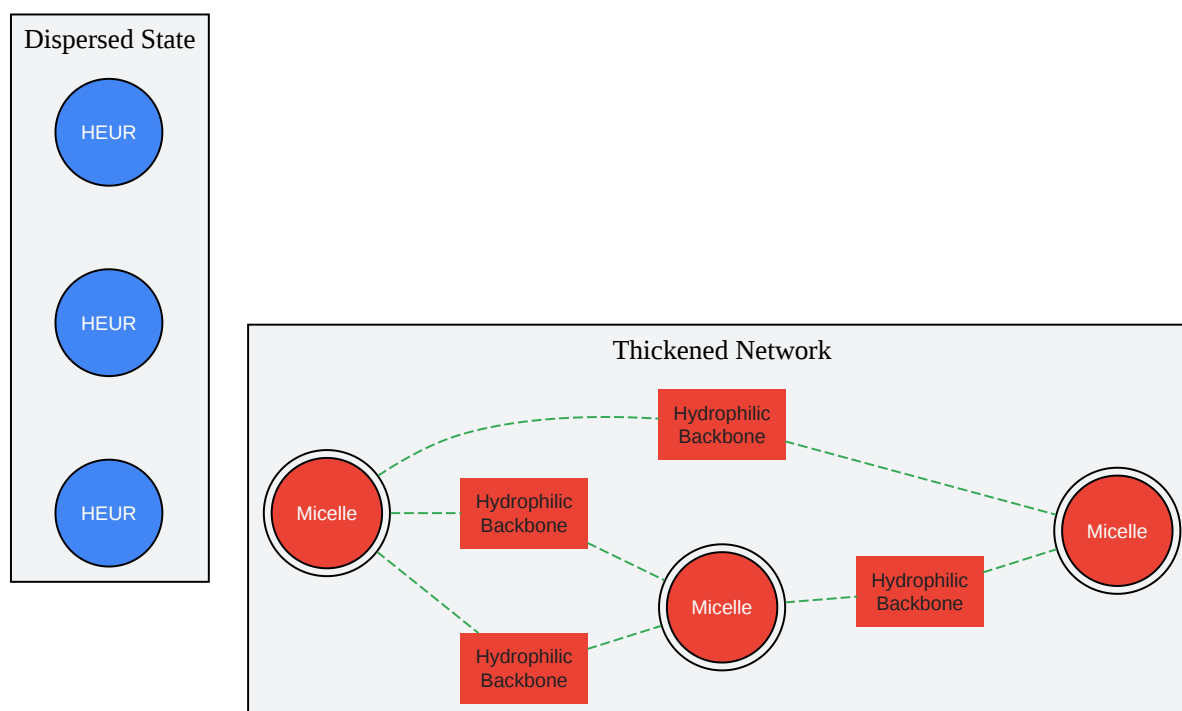 Dispersed State
HEUR
HEUR
HEUR
Thickened Network
Hydrophilic
Backbone
Micelle
Hydrophilic
Backbone
Micelle
Hydrophilic
Backbone
Micelle
Hydrophilic
Backbone